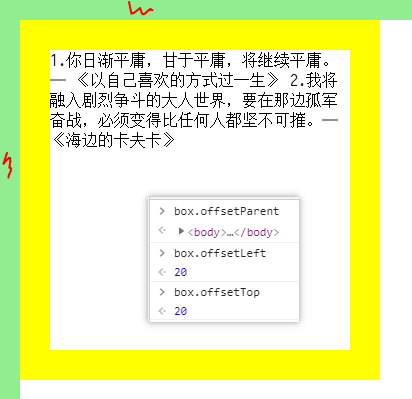 1.你日渐平庸，甘于平庸，将继续平庸。
—《以自己喜欢的方式过一生》 2.我将
融入剧烈争斗的大人世界，要在那边孤军
奋战，必须变得比任何人都坚不可摧。—
《海边的卡夫卡》
box.offsetParent
<body>…</body>
box.offsetLeft
20
box.offsetTop
20